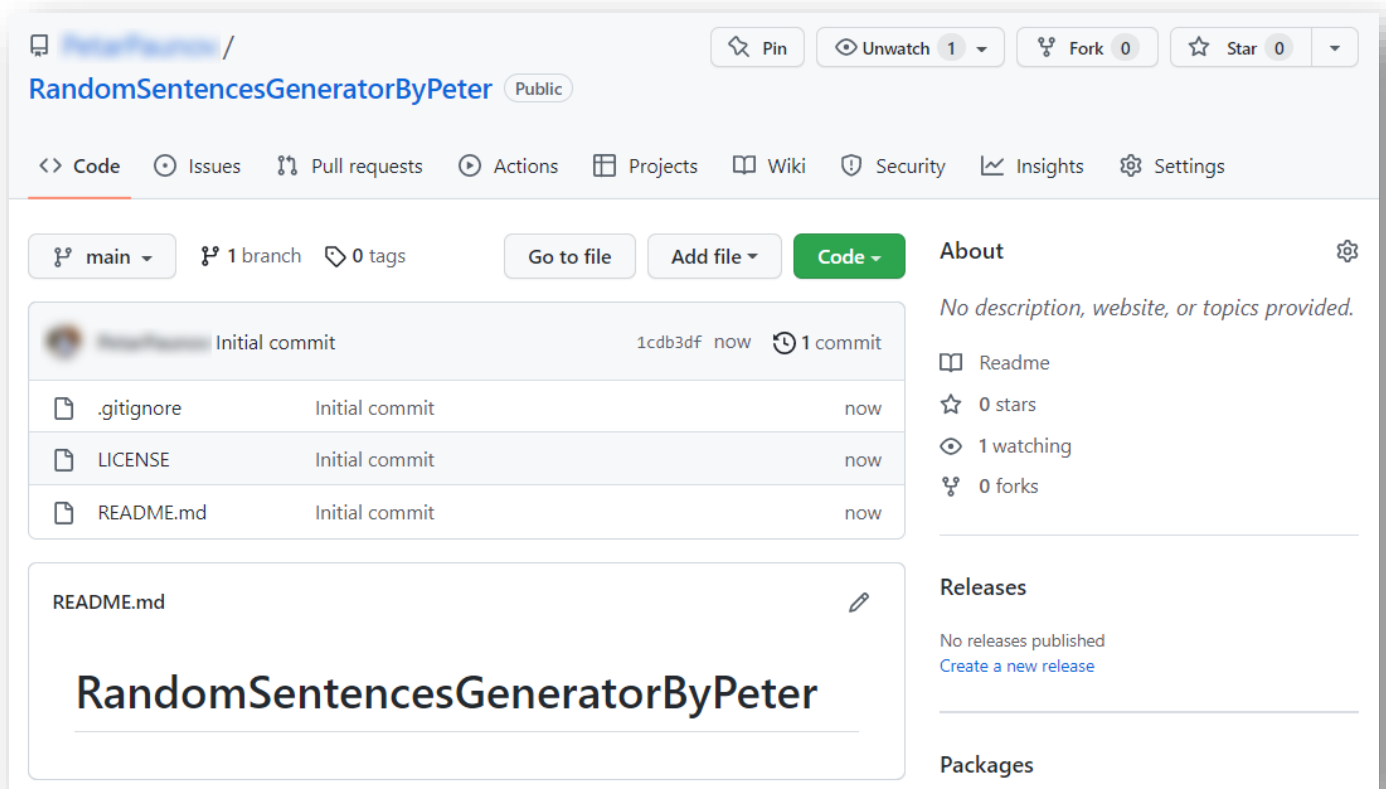 /
Pin
Unwatch 1
Fork 0
Star 0
RandomSentencesGeneratorByPeter Public
<> Code
Issues
Pull requests
Actions
Projects
Wiki
Security
Insights
Settings
main
1 branch
0 tags
Go to file
Add file
Code
Initial commit 1cdb3df now 1 commit
.gitignore Initial commit now
LICENSE Initial commit now
README.md Initial commit now
README.md
RandomSentencesGeneratorByPeter
About
No description, website, or topics provided.
Readme
0 stars
1 watching
0 forks
Releases
No releases published
Create a new release
Packages